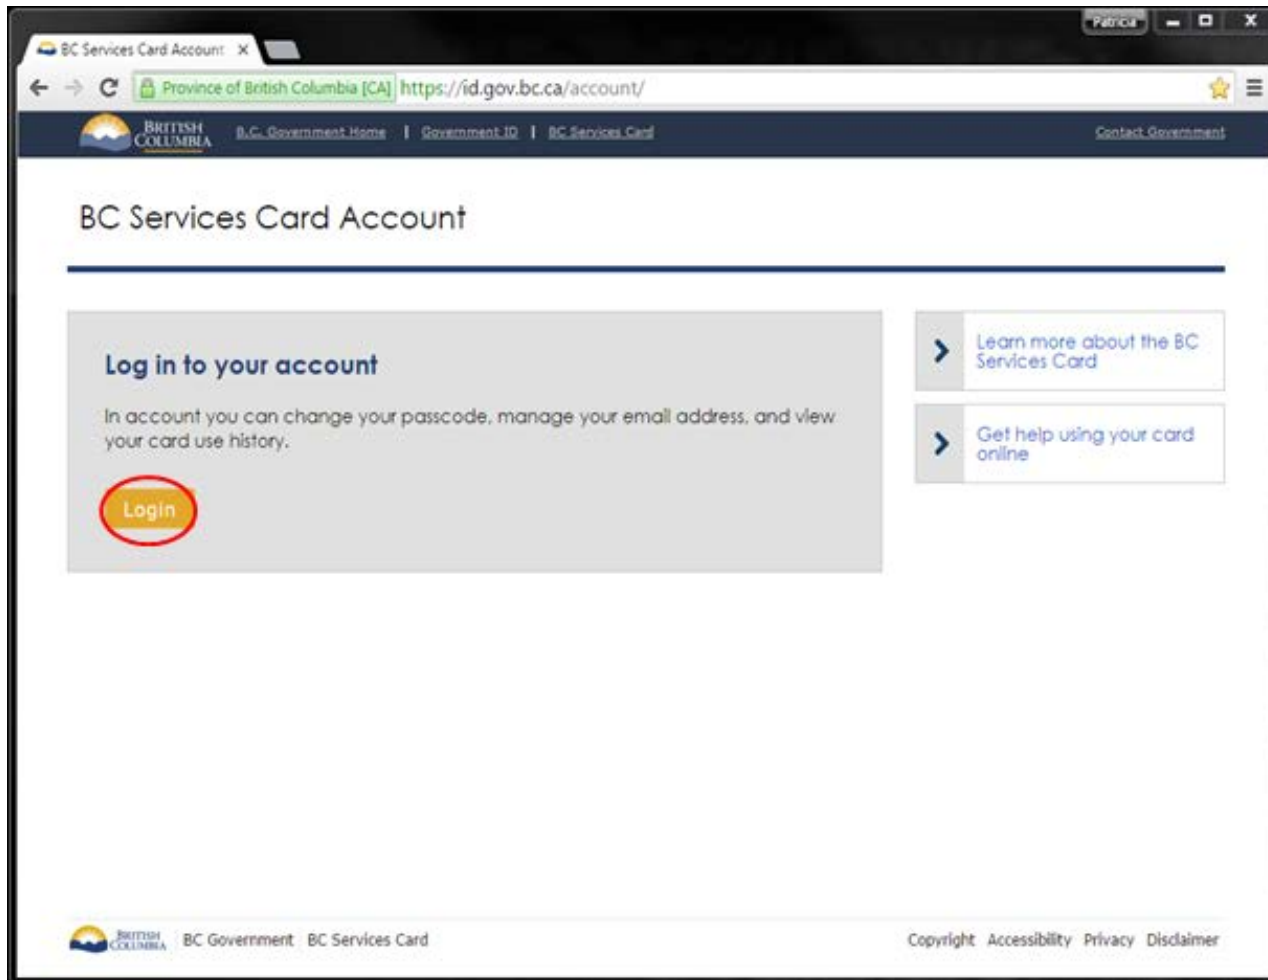 Patricia
BC Services Card Account
Province of British Columbia [CA] https://id.gov.bc.ca/account/
BRITISH
COLUMBIA
B.C. Government Home | Government ID | BC Services Card
Contact Government
BC Services Card Account
Log in to your account
In account you can change your passcode, manage your email address, and view
your card use history.
Login
Learn more about the BC
Services Card
Get help using your card
online
BRITISH
COLUMBIA
BC Government BC Services Card
Copyright Accessibility Privacy Disclaimer